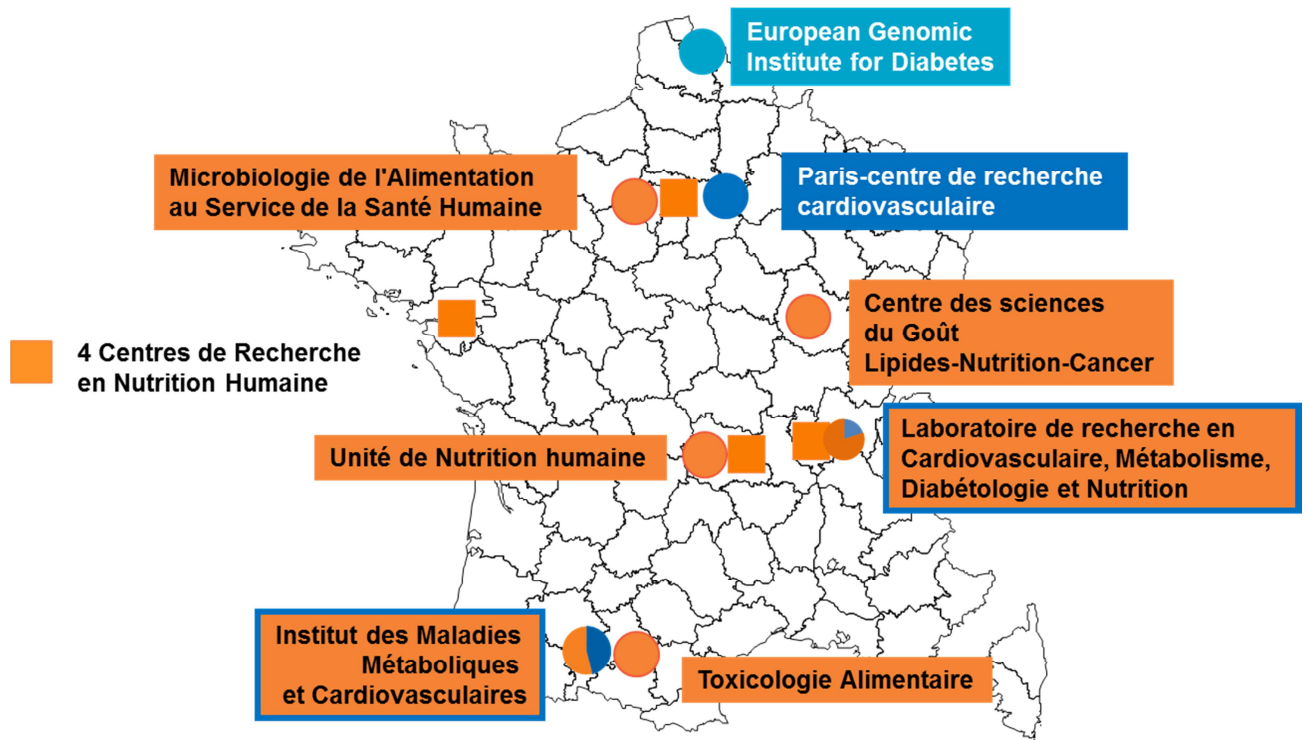 European Genomic
Institute for Diabetes
Microbiologie de l'Alimentation
au Service de la Santé Humaine
Paris-centre de recherche
cardiovasculaire
Centre des sciences
du Goût
Lipides-Nutrition-Cancer
4 Centres de Recherche
en Nutrition Humaine
Unité de Nutrition humaine
Laboratoire de recherche en
Cardiovasculaire, Métabolisme,
Diabétologie et Nutrition
Institut des Maladies
Métaboliques
et Cardiovasculaires
Toxicologie Alimentaire